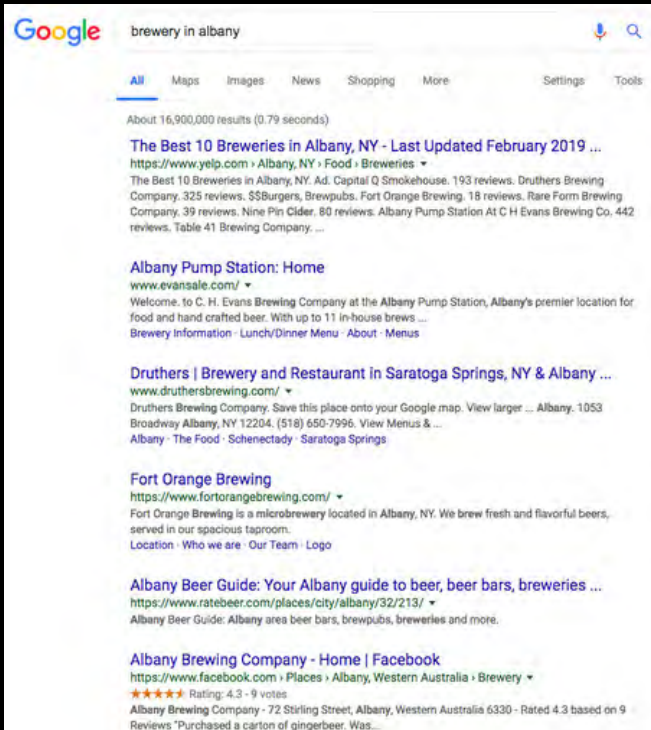 Google brewery in albany
All Maps Images News Shopping More Settings Tools
About 16,900,000 results (0.79 seconds)
The Best 10 Breweries in Albany, NY - Last Updated February 2019 ...
https://www.yelp.com › Albany, NY › Food › Breweries
The Best 10 Breweries in Albany, NY. Ad. Capital Q Smokehouse. 193 reviews. Druthers Brewing
Company. 325 reviews. $$Burgers, Brewpubs. Fort Orange Brewing. 18 reviews. Rare Form Brewing
Company. 39 reviews. Nine Pin Cider. 80 reviews. Albany Pump Station At C H Evans Brewing Co. 442
reviews. Table 41 Brewing Company. ...
Albany Pump Station: Home
www.evansale.com/
Welcome. to C. H. Evans Brewing Company at the Albany Pump Station, Albany's premier location for
food and hand crafted beer. With up to 11 in-house brews ...
Brewery Information · Lunch/Dinner Menu · About · Menus
Druthers | Brewery and Restaurant in Saratoga Springs, NY & Albany ...
www.druthersbrewing.com/
Druthers Brewing Company. Save this place onto your Google map. View larger ... Albany. 1053
Broadway Albany, NY 12204. (518) 650-7996. View Menus & ...
Albany · The Food · Schenectady · Saratoga Springs
Fort Orange Brewing
https://www.fortorangebrewing.com/
Fort Orange Brewing is a microbrewery located in Albany, NY. We brew fresh and flavorful beers,
served in our spacious taproom.
Location · Who we are · Our Team · Logo
Albany Beer Guide: Your Albany guide to beer, beer bars, breweries ...
https://www.ratebeer.com/places/city/albany/32/213/
Albany Beer Guide: Albany area beer bars, brewpubs, breweries and more.
Albany Brewing Company - Home | Facebook
https://www.facebook.com › Places › Albany, Western Australia › Brewery
Rating: 4.3 - 9 votes
Albany Brewing Company - 72 Stirling Street, Albany, Western Australia 6330 - Rated 4.3 based on 9
Reviews "Purchased a carton of gingerbeer. Was...